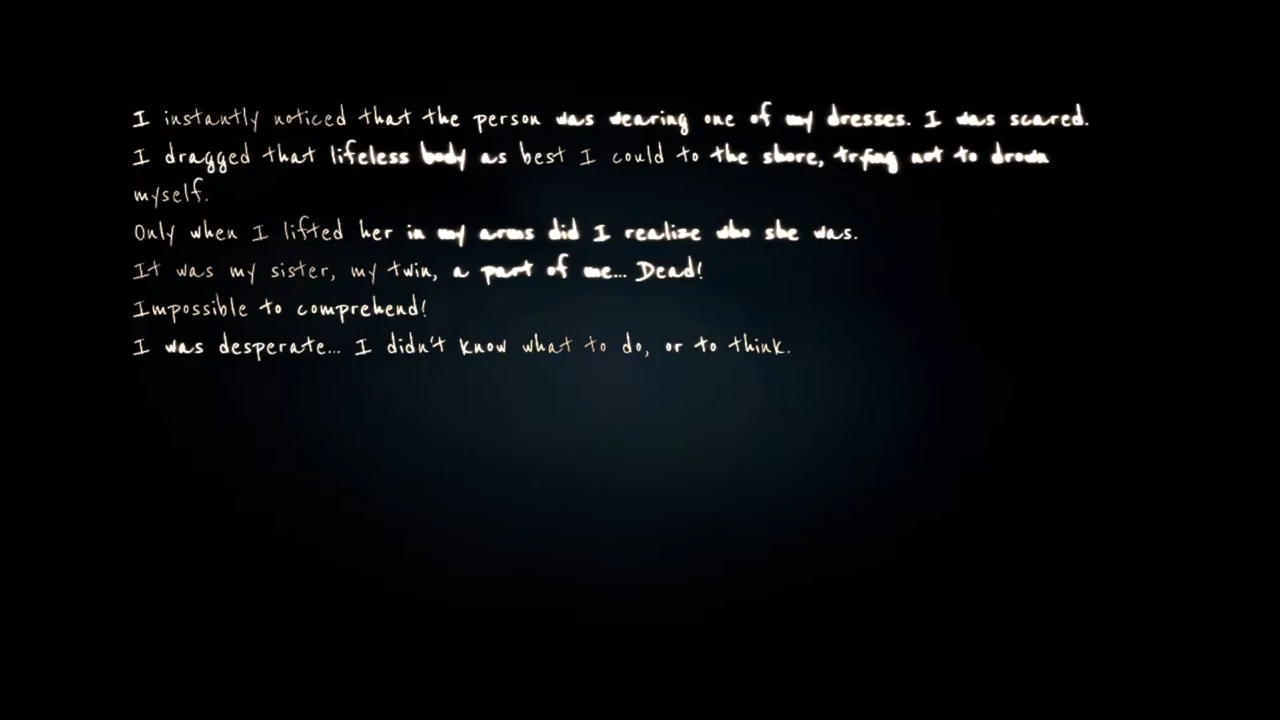 I instantly noticed that the person was wearing one of my dresses. I was scared.
I dragged that lifeless body as best I could to the shore, trying not to drown
myself.
Only when I lifted her in my arms did I realize who she was.
It was my sister, my twin, a part of me... Dead!
Impossible to comprehend!
I was desperate... I didn't know what to do, or to think.